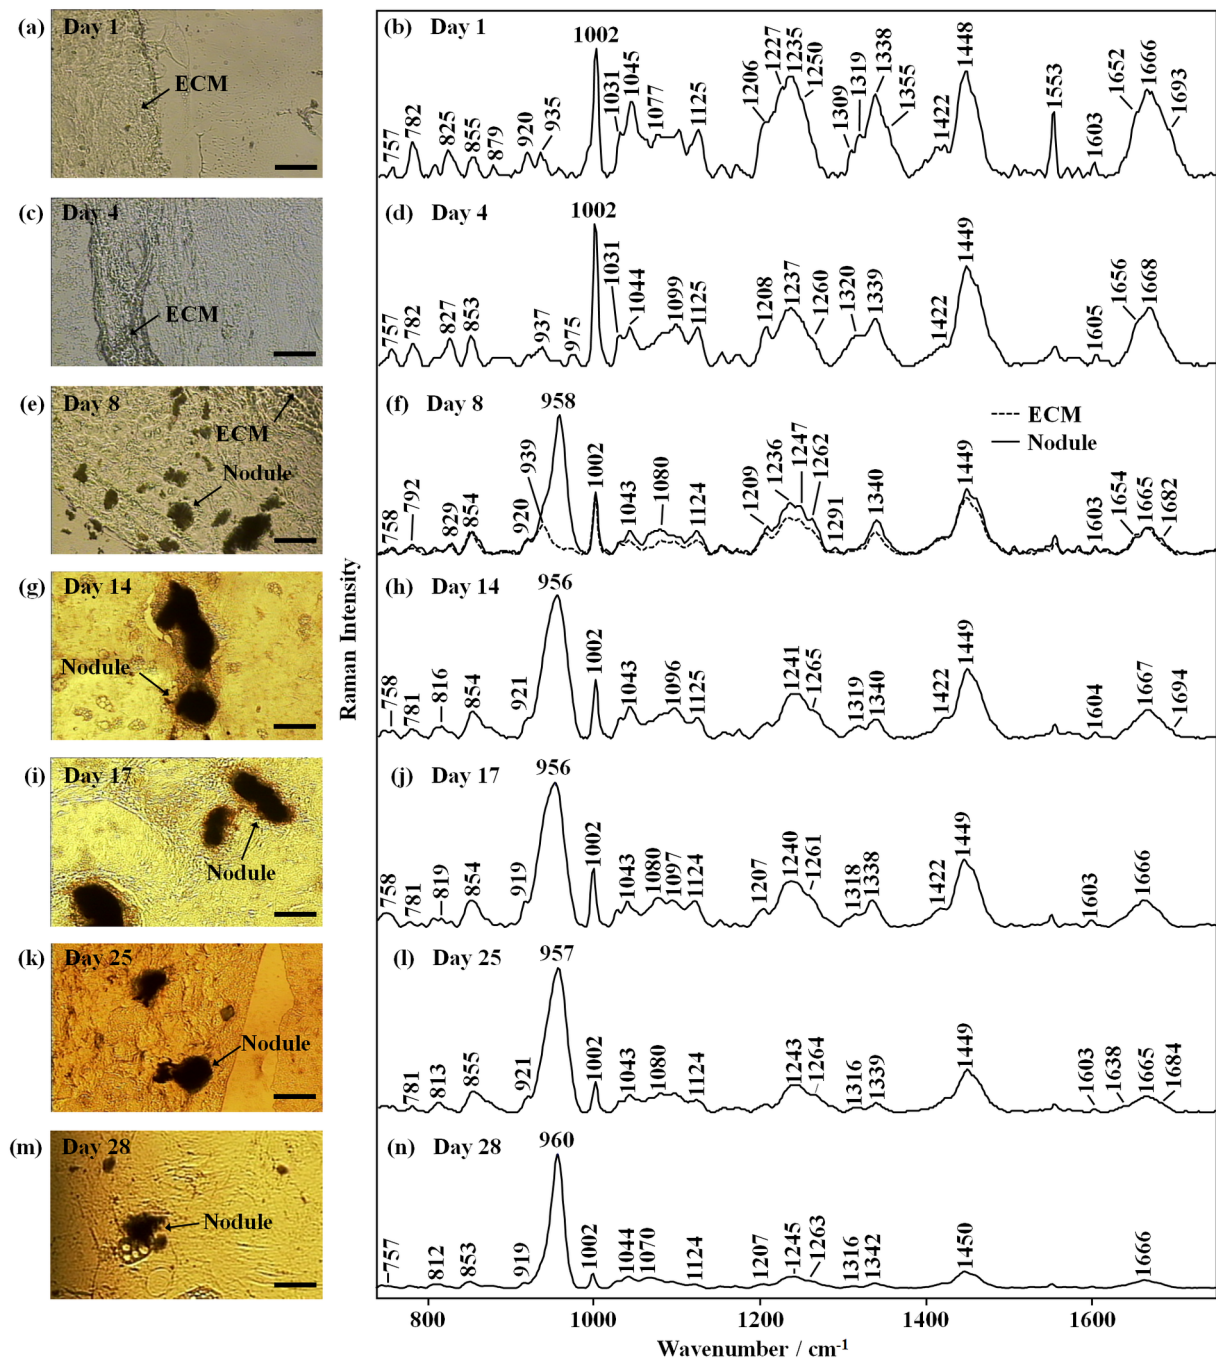 (a) Day 1
ECM
(b) Day 1
757 782 825 855 879 920 935 1002 1031 1045 1077 1125 1206 1227 1235 1250 1309 1319 1338 1355 1422 1448 1553 1603 1652 1666 1693
(c) Day 4
ECM
(d) Day 4
757 782 827 853 937 975 1002 1031 1044 1099 1125 1208 1237 1260 1320 1339 1422 1449 1605 1656 1668
(e) Day 8
ECM
Nodule
(f) Day 8
ECM
Nodule
758 792 829 854 920 939 958 1002 1043 1080 1124 1209 1236 1247 1262 1291 1340 1449 1603 1654 1665 1682
(g) Day 14
Nodule
(h) Day 14
758 781 816 854 921 956 1002 1043 1096 1125 1241 1265 1319 1340 1422 1449 1604 1667 1694
(i) Day 17
Nodule
(j) Day 17
758 781 819 854 919 956 1002 1043 1080 1097 1124 1207 1240 1261 1318 1338 1422 1449 1603 1666
(k) Day 25
Nodule
(l) Day 25
781 813 855 921 957 1002 1043 1080 1124 1243 1264 1316 1339 1449 1603 1638 1665 1684
(m) Day 28
Nodule
(n) Day 28
757 812 853 919 960 1002 1044 1070 1124 1207 1245 1263 1316 1342 1450 1666
Raman Intensity
800 1000 1200 1400 1600
Wavenumber / cm⁻¹